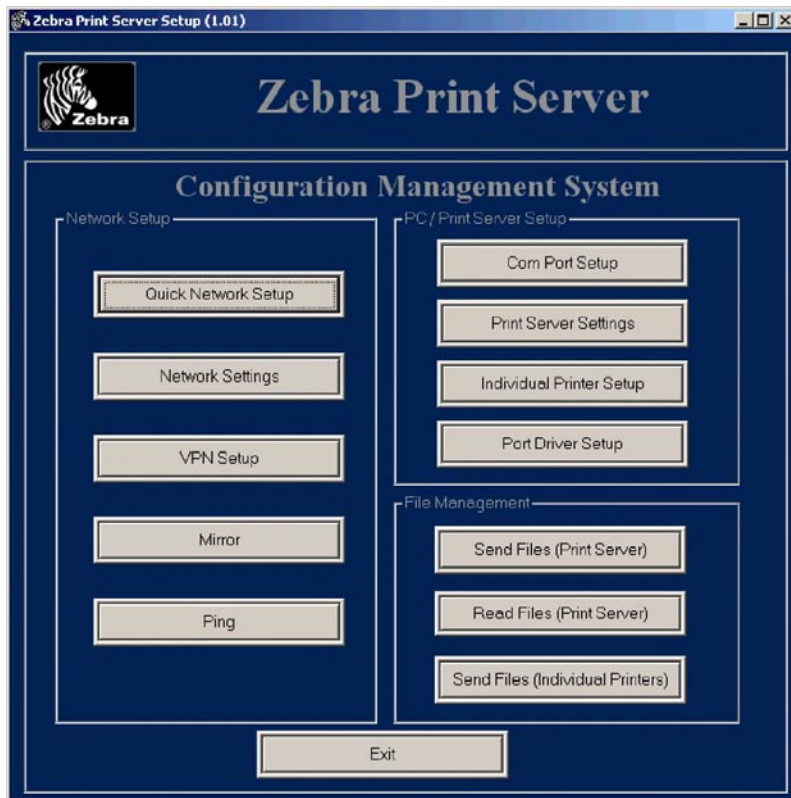 Zebra Print Server Setup (1.01)
Zebra
®
Zebra Print Server
Configuration Management System
Network Setup
Quick Network Setup
Network Settings
VPN Setup
Mirror
Ping
PC / Print Server Setup
Com Port Setup
Print Server Settings
Individual Printer Setup
Port Driver Setup
File Management
Send Files (Print Server)
Read Files (Print Server)
Send Files (Individual Printers)
Exit